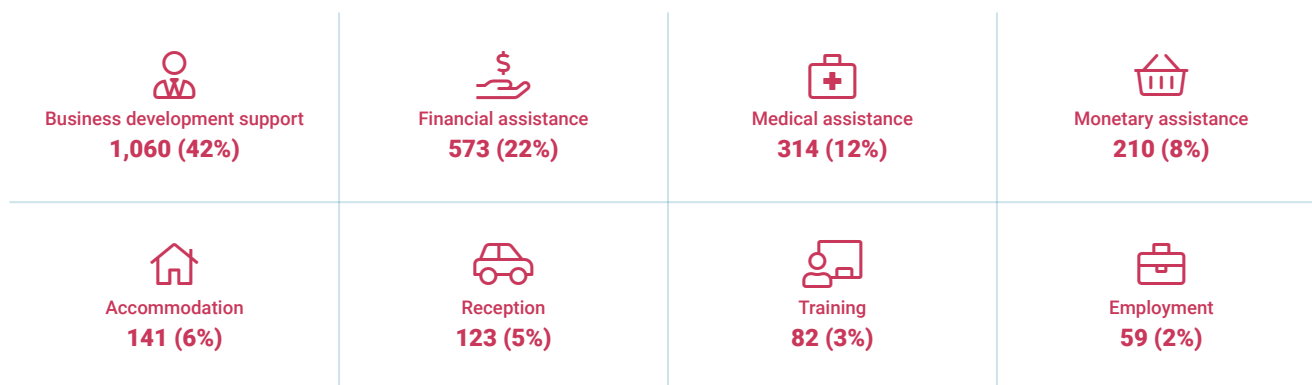 Business development support
1,060 (42%)
Financial assistance
573 (22%)
Medical assistance
314 (12%)
Monetary assistance
210 (8%)
Accommodation
141 (6%)
Reception
123 (5%)
Training
82 (3%)
Employment
59 (2%)